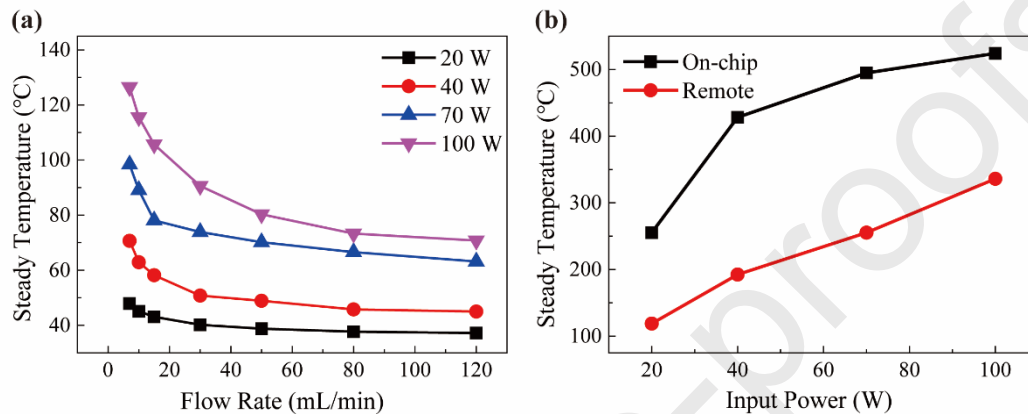 (a)
140
120
100
80
60
40
Steady Temperature (°C)
20 W
40 W
70 W
100 W
0 20 40 60 80 100 120
Flow Rate (mL/min)
(b)
500
400
300
200
100
Steady Temperature (°C)
On-chip
Remote
20 40 60 80 100
Input Power (W)
-proofs